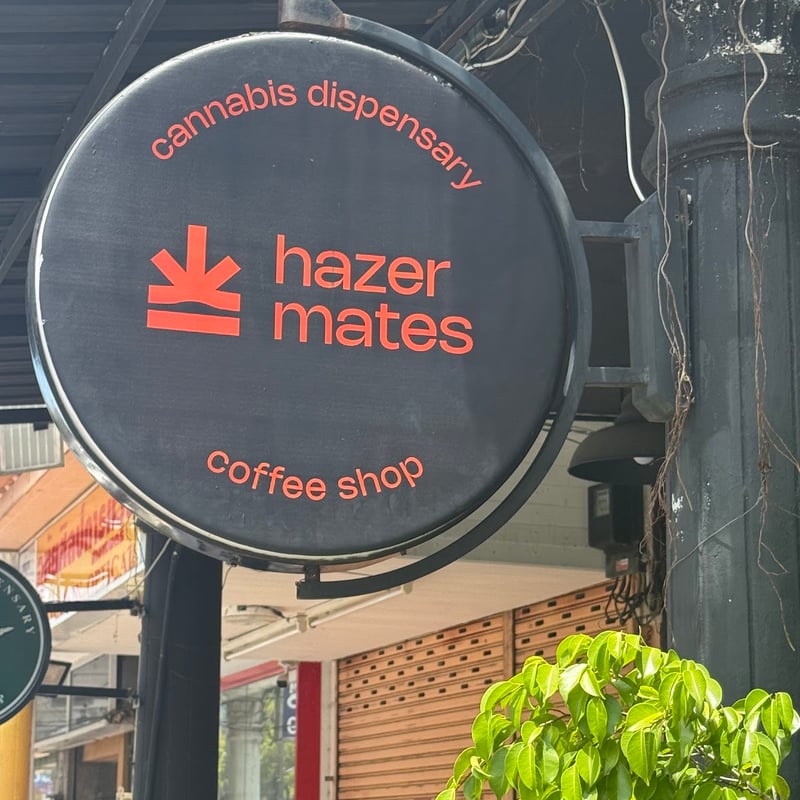 cannabis dispensary
hazer
mates
coffee shop